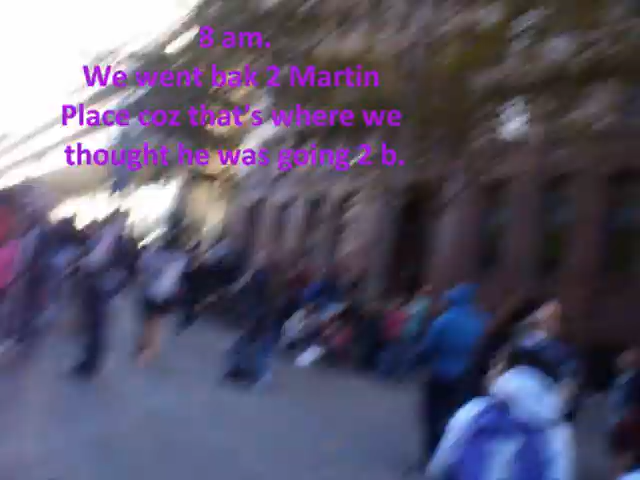 8 am.
We went bak 2 Martin
Place coz that's where we
thought he was going 2 b.